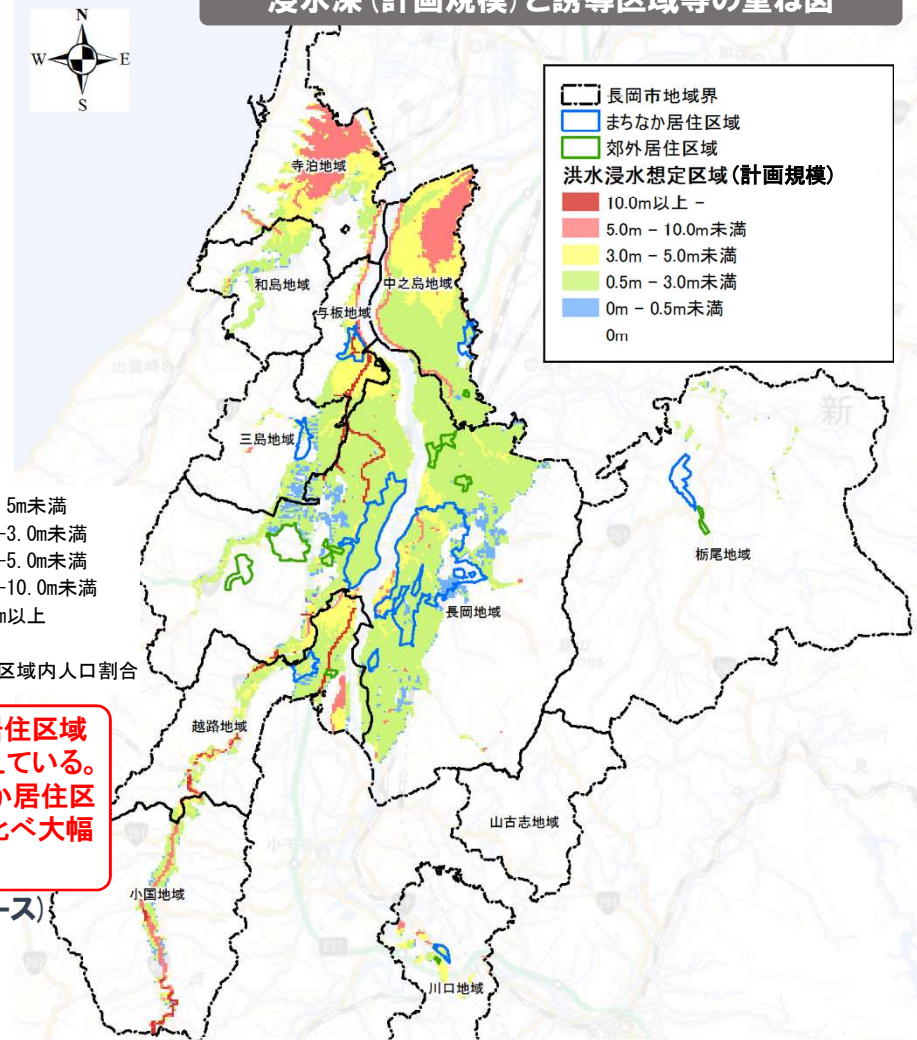 浸水深（計画規模）と誘導区域等の重ね図
N
W E
S
長岡市地域界
まちなか居住区域
郊外居住区域
洪水浸水想定区域（計画規模）
10.0m以上 -
5.0m - 10.0m未満
3.0m - 5.0m未満
0.5m - 3.0m未満
0m - 0.5m未満
0m
寺泊地域
和島地域
中之島地域
与板地域
出雲崎
新
三島地域
5m未満
-3.0m未満
-5.0m未満
-10.0m未満
m以上
栃尾地域
長岡地域
区域内人口割合
居住区域
している。
か居住区
比べ大幅
越路地域
山古志地域
小千谷
小国地域
ース)
川口地域